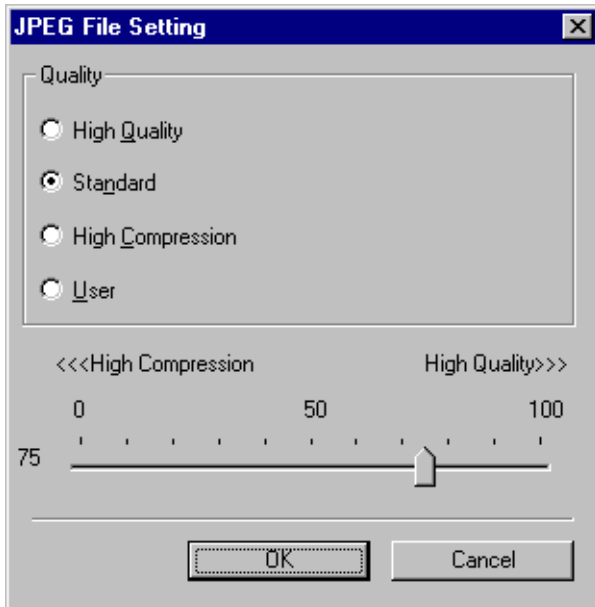 JPEG File Setting
Quality
High Quality
Standard
High Compression
User
<<<High Compression High Quality>>>
0 50 100
75
OK Cancel